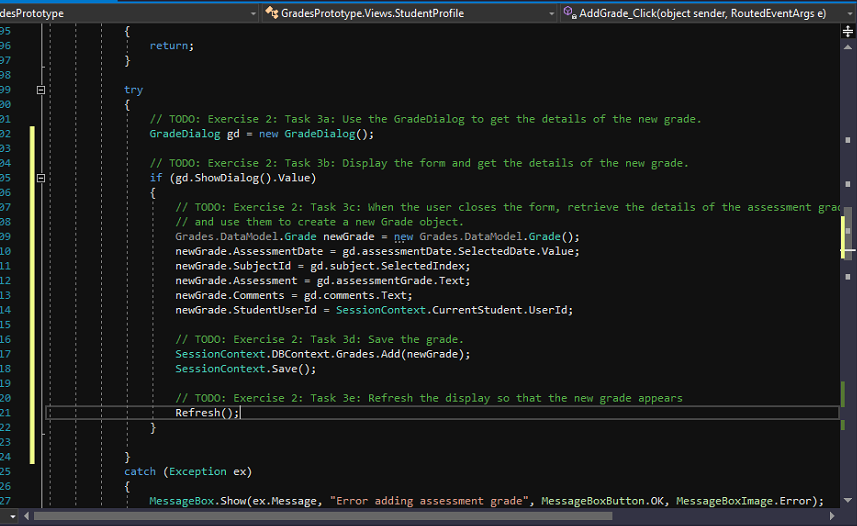 desPrototype GradesPrototype.Views.StudentProfile AddGrade_Click(object sender, RoutedEventArgs e)
95 {
96 return;
97 }
98
99 try
00 {
01 // TODO: Exercise 2: Task 3a: Use the GradeDialog to get the details of the new grade.
02 GradeDialog gd = new GradeDialog();
03
04 // TODO: Exercise 2: Task 3b: Display the form and get the details of the new grade.
05 if (gd.ShowDialog().Value)
06 {
07 // TODO: Exercise 2: Task 3c: When the user closes the form, retrieve the details of the assessment grad
08 // and use them to create a new Grade object.
09 Grades.DataModel.Grade newGrade = new Grades.DataModel.Grade();
10 newGrade.AssessmentDate = gd.assessmentDate.SelectedDate.Value;
11 newGrade.SubjectId = gd.subject.SelectedIndex;
12 newGrade.Assessment = gd.assessmentGrade.Text;
13 newGrade.Comments = gd.comments.Text;
14 newGrade.StudentUserId = SessionContext.CurrentStudent.UserId;
15
16 // TODO: Exercise 2: Task 3d: Save the grade.
17 SessionContext.DBContext.Grades.Add(newGrade);
18 SessionContext.Save();
19
20 // TODO: Exercise 2: Task 3e: Refresh the display so that the new grade appears
21 Refresh();
22 }
23
24 }
25 catch (Exception ex)
26 {
27 MessageBox.Show(ex.Message, "Error adding assessment grade", MessageBoxButton.OK, MessageBoxImage.Error);